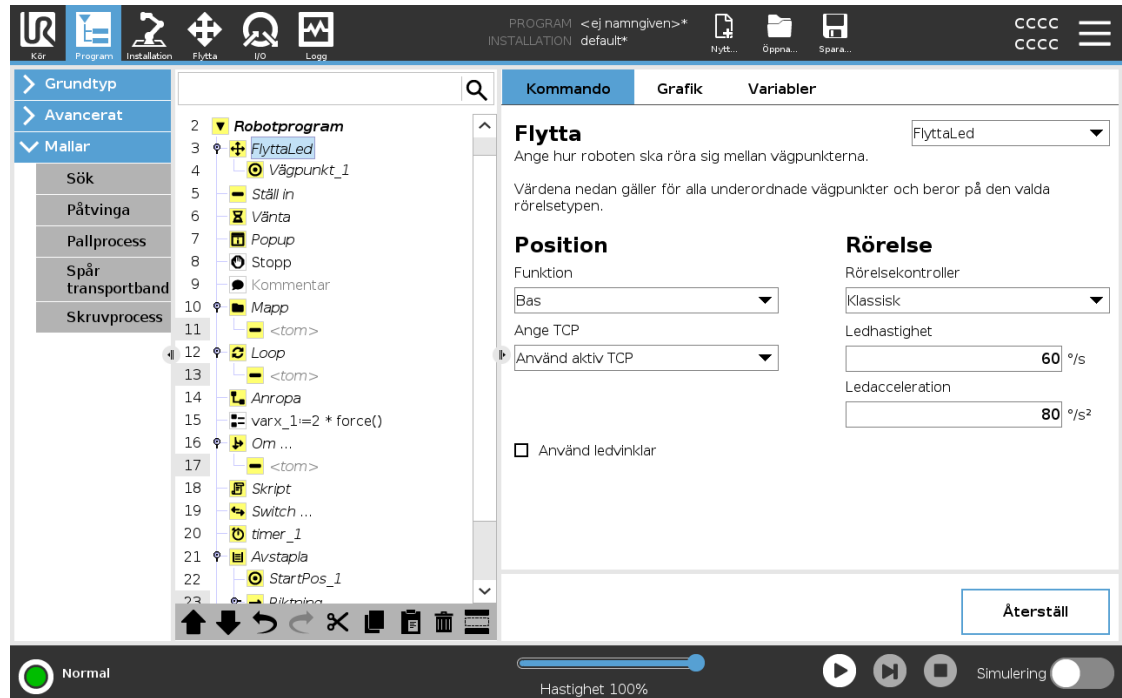 UR
PROGRAM <ej namngiven>*
INSTALLATION default*
cccc
cccc
Kör
Program
Installation
Flytta
I/O
Logg
Nytt...
Öppna...
Spara...
Grundtyp
Avancerat
Mallar
Sök
Påtvinga
Pallprocess
Spår
transportband
Skruvprocess
2 Robotprogram
3 FlyttaLed
4 Vägpunkt_1
5 Ställ in
6 Vänta
7 Popup
8 Stopp
9 Kommentar
10 Mapp
11 <tom>
12 Loop
13 <tom>
14 Anropa
15 varx_1:=2 * force()
16 Om ...
17 <tom>
18 Skript
19 Switch ...
20 timer_1
21 Avstapla
22 StartPos_1
23 Riktning
Kommando
Grafik
Variabler
Flytta
FlyttaLed
Ange hur roboten ska röra sig mellan vägpunkterna.
Värdena nedan gäller för alla underordnade vägpunkter och beror på den valda
rörelsetypen.
Position
Funktion
Bas
Ange TCP
Använd aktiv TCP
Använd ledvinklar
Rörelse
Rörelsekontroller
Klassisk
Ledhastighet
60 °/s
Ledacceleration
80 °/s²
Återställ
Normal
Hastighet 100%
Simulering